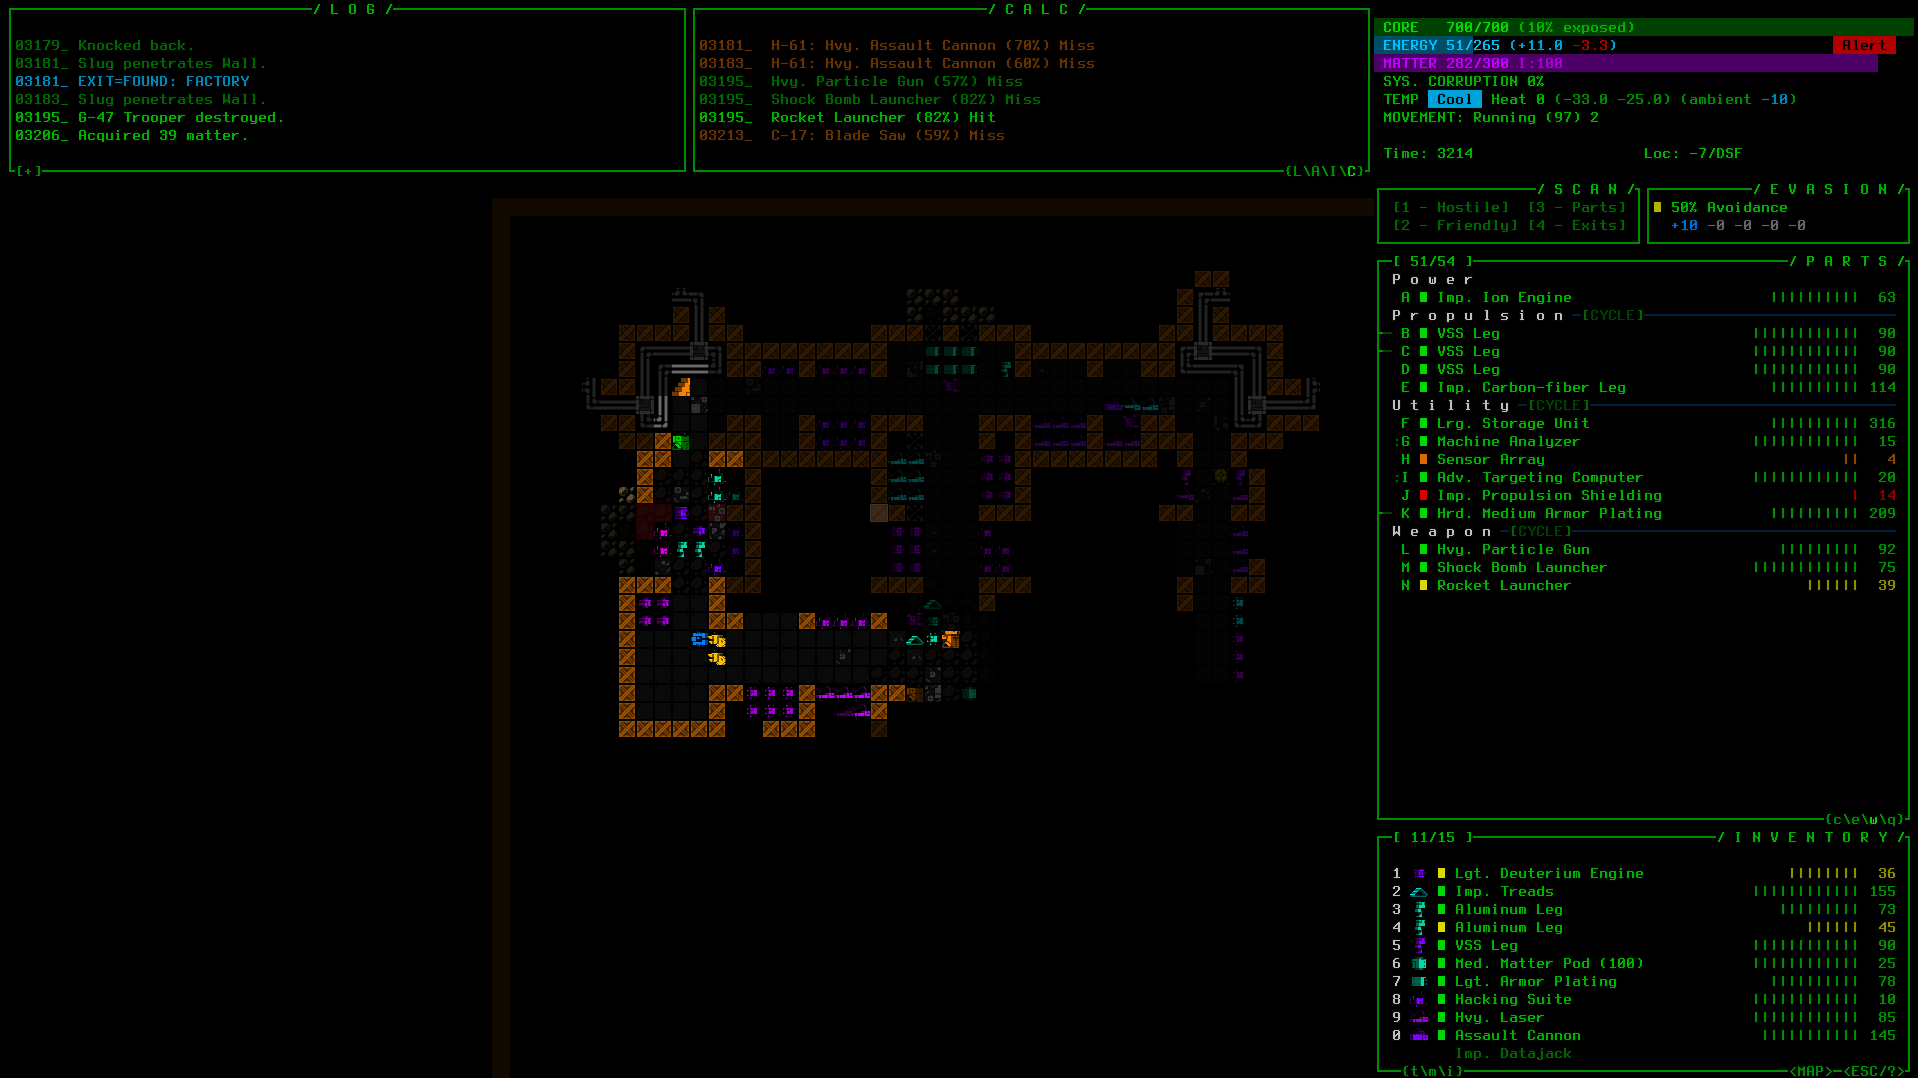 / L O G /
03179_ Knocked back.
03181_ Slug penetrates Wall.
03181_ EXIT=FOUND: FACTORY
03183_ Slug penetrates Wall.
03195_ G-47 Trooper destroyed.
03206_ Acquired 39 matter.
[+]
/ C A L C /
03181_ H-61: Hvy. Assault Cannon (70%) Miss
03183_ H-61: Hvy. Assault Cannon (60%) Miss
03195_ Hvy. Particle Gun (57%) Miss
03195_ Shock Bomb Launcher (82%) Miss
03195_ Rocket Launcher (82%) Hit
03213_ C-17: Blade Saw (59%) Miss
{L\A\I\C}
CORE 700/700 (10% exposed)
ENERGY 51/265 (+11.0 -3.3) Alert
MATTER 282/300 I:100
SYS. CORRUPTION 0%
TEMP Cool Heat 0 (-33.0 -25.0) (ambient -10)
MOVEMENT: Running (97) 2
Time: 3214 Loc: -7/DSF
/ S C A N /
[1 - Hostile] [3 - Parts]
[2 - Friendly] [4 - Exits]
/ E V A S I O N /
50% Avoidance
+10 -0 -0 -0 -0
[ 51/54 ] / P A R T S /
P o w e r
A Imp. Ion Engine 63
P r o p u l s i o n [CYCLE]
B VSS Leg 90
C VSS Leg 90
D VSS Leg 90
E Imp. Carbon-fiber Leg 114
U t i l i t y [CYCLE]
F Lrg. Storage Unit 316
:G Machine Analyzer 15
H Sensor Array 4
:I Adv. Targeting Computer 20
J Imp. Propulsion Shielding 14
K Hrd. Medium Armor Plating 209
W e a p o n [CYCLE]
L Hvy. Particle Gun 92
M Shock Bomb Launcher 75
N Rocket Launcher 39
{c\e\w\q}
[ 11/15 ] / I N V E N T O R Y /
1 Lgt. Deuterium Engine 36
2 Imp. Treads 155
3 Aluminum Leg 73
4 Aluminum Leg 45
5 VSS Leg 90
6 Med. Matter Pod (100) 25
7 Lgt. Armor Plating 78
8 Hacking Suite 10
9 Hvy. Laser 85
0 Assault Cannon 145
Imp. Datajack
{t\m\i} <MAP> <ESC/?>